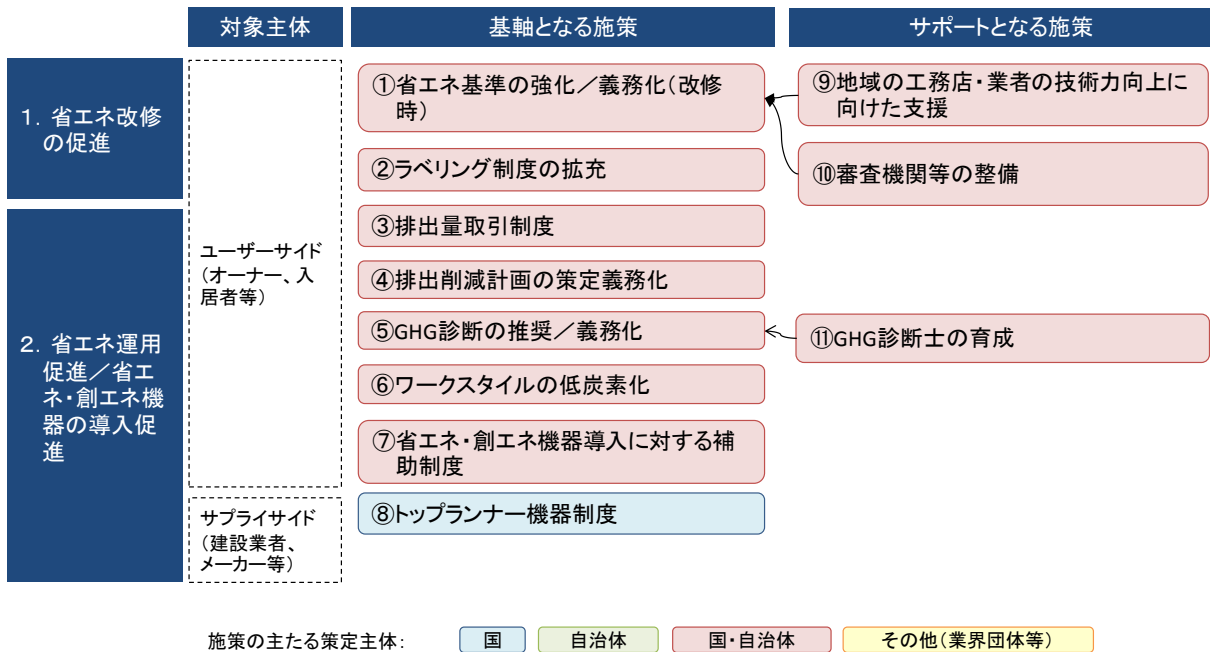 対象主体
基軸となる施策
サポートとなる施策
1．省エネ改修
の促進
2．省エネ運用
促進／省エ
ネ・創エネ機
器の導入促
進
ユーザーサイド
（オーナー、入
居者等）
サプライサイド
（建設業者、
メーカー等）
①省エネ基準の強化／義務化（改修
時）
②ラベリング制度の拡充
③排出量取引制度
④排出削減計画の策定義務化
⑤GHG診断の推奨／義務化
⑥ワークスタイルの低炭素化
⑦省エネ・創エネ機器導入に対する補
助制度
⑧トップランナー機器制度
⑨地域の工務店・業者の技術力向上に
向けた支援
⑩審査機関等の整備
⑪GHG診断士の育成
施策の主たる策定主体：
国
自治体
国・自治体
その他（業界団体等）